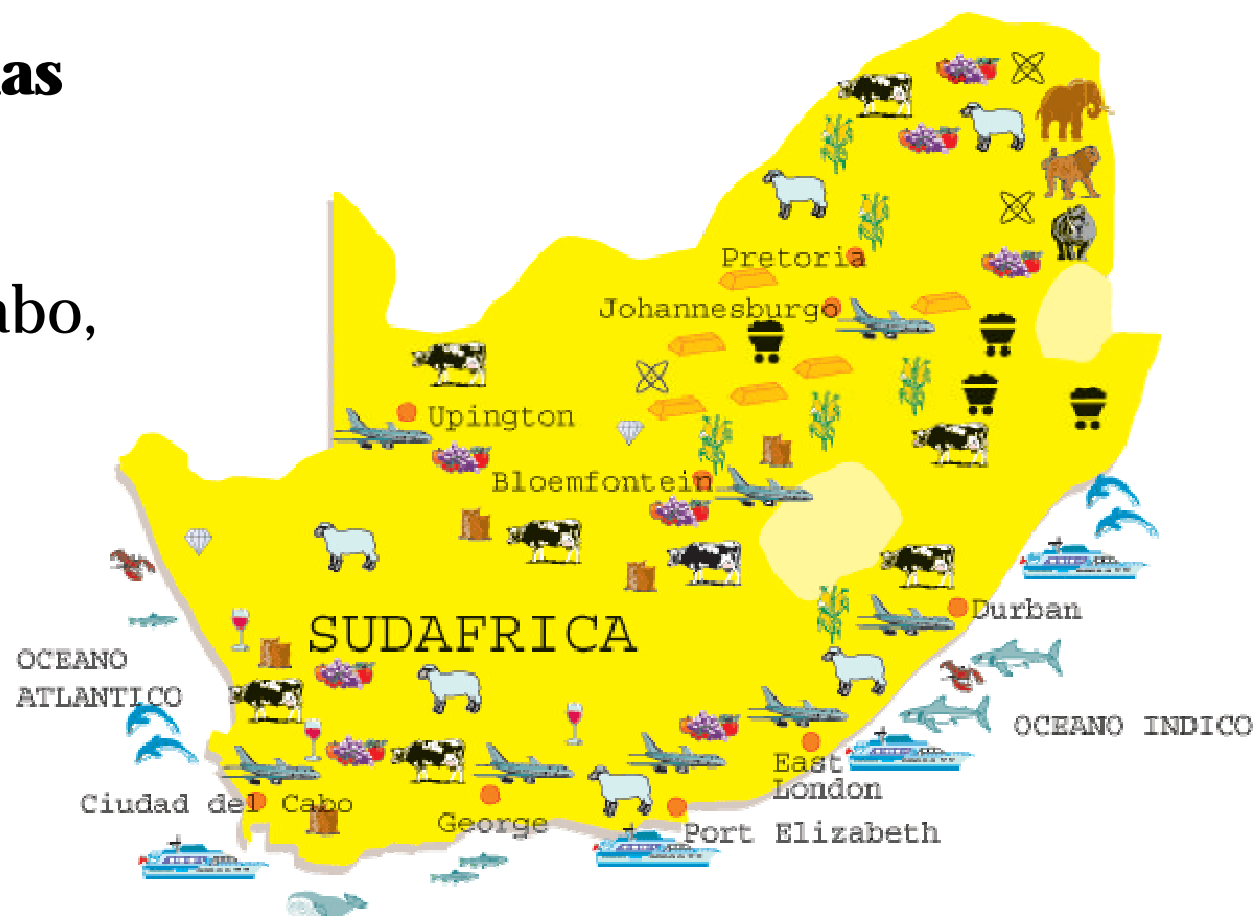 as
abo,
Pretoria
Johannesburgo
Upington
Bloemfontein
SUDAFRICA
Durban
OCEANO
ATLANTICO
OCEANO INDICO
East
London
Ciudad del Cabo
George
Port Elizabeth